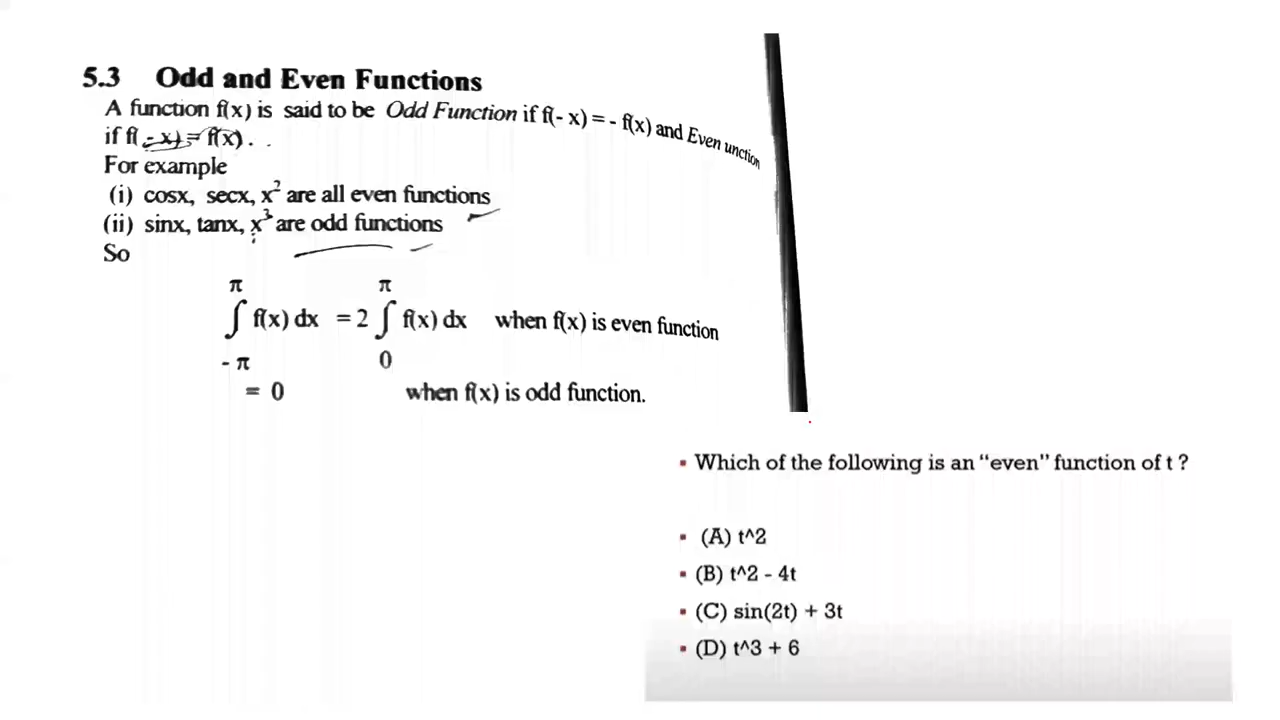 5.3 Odd and Even Functions
A function f(x) is said to be Odd Function if f(- x) = - f(x) and Even unction
if f( - x) = f(x).
For example
(i) cosx, secx, x² are all even functions
(ii) sinx, tanx, x³ are odd functions
So
π π
∫ f(x) dx = 2 ∫ f(x) dx when f(x) is even function
- π 0
= 0 when f(x) is odd function.
▪ Which of the following is an “even” function of t ?
▪ (A) t^2
▪ (B) t^2 - 4t
▪ (C) sin(2t) + 3t
▪ (D) t^3 + 6